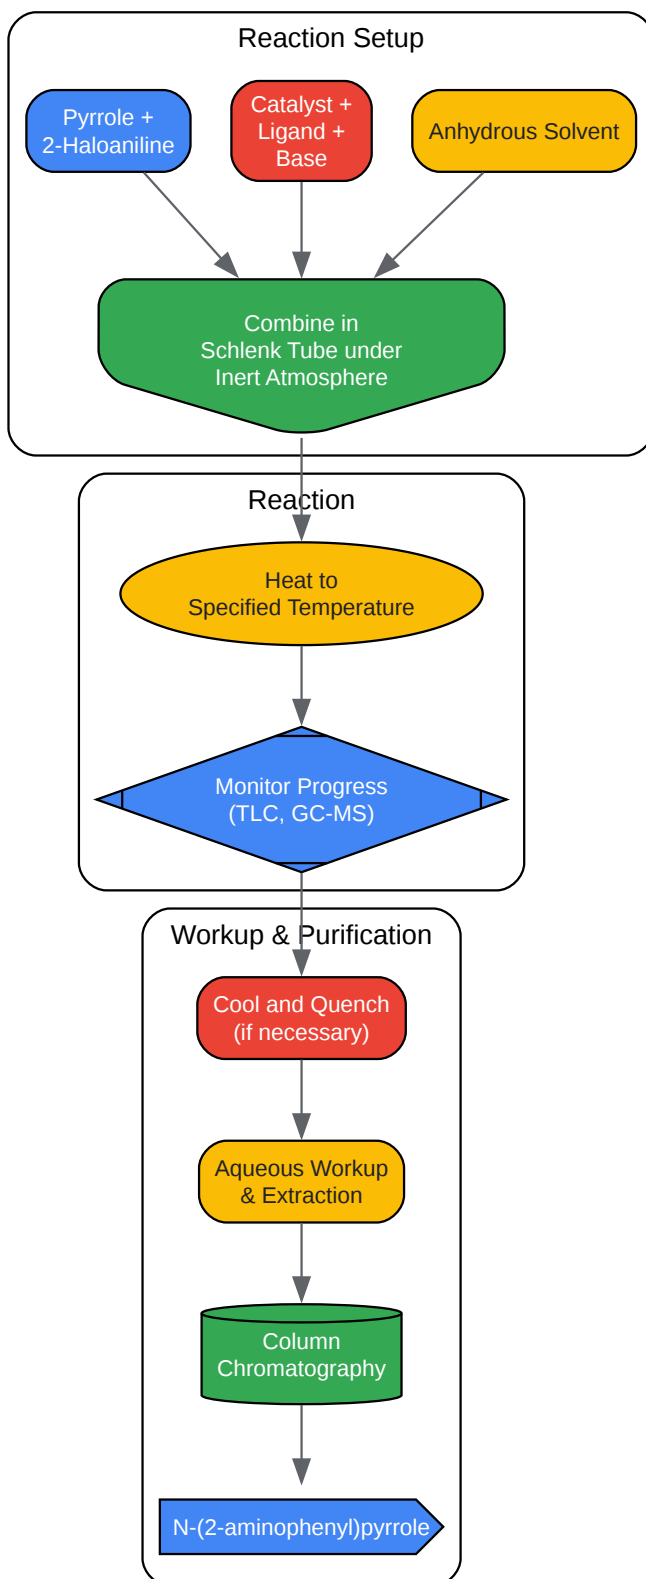 Reaction Setup
Pyrrole +
2-Haloaniline
Catalyst +
Ligand +
Base
Anhydrous Solvent
Combine in
Schlenk Tube under
Inert Atmosphere
Reaction
Heat to
Specified Temperature
Monitor Progress
(TLC, GC-MS)
Workup & Purification
Cool and Quench
(if necessary)
Aqueous Workup
& Extraction
Column
Chromatography
N-(2-aminophenyl)pyrrole